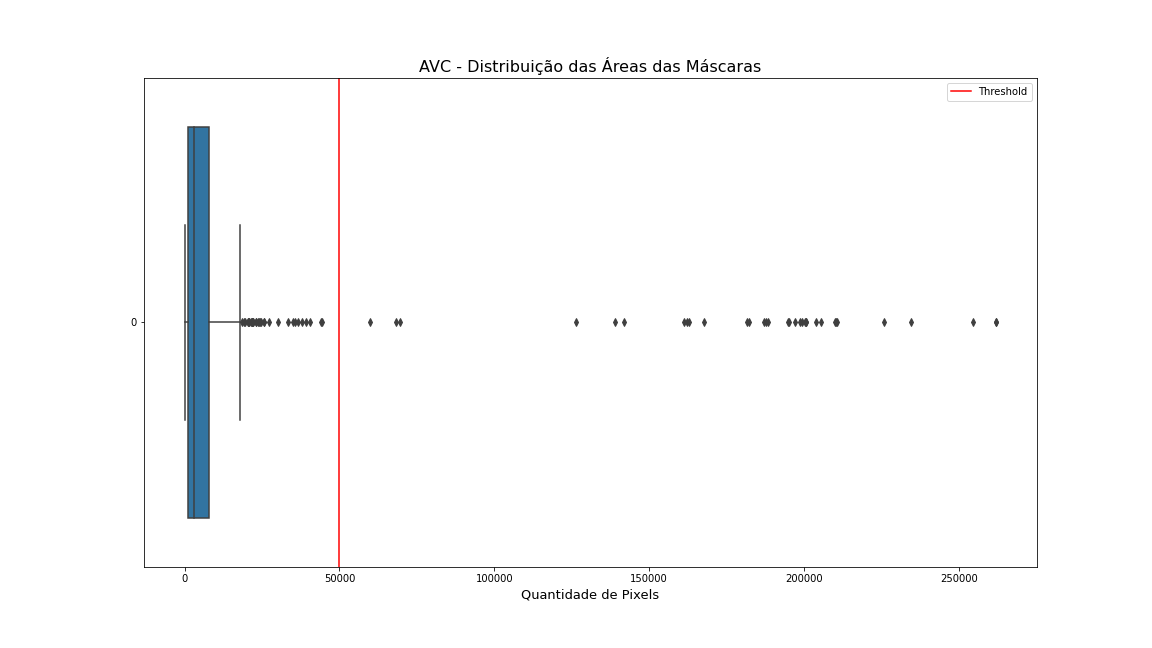 AVC - Distribuição das Áreas das Máscaras
Threshold
0
0 50000 100000 150000 200000 250000
Quantidade de Pixels